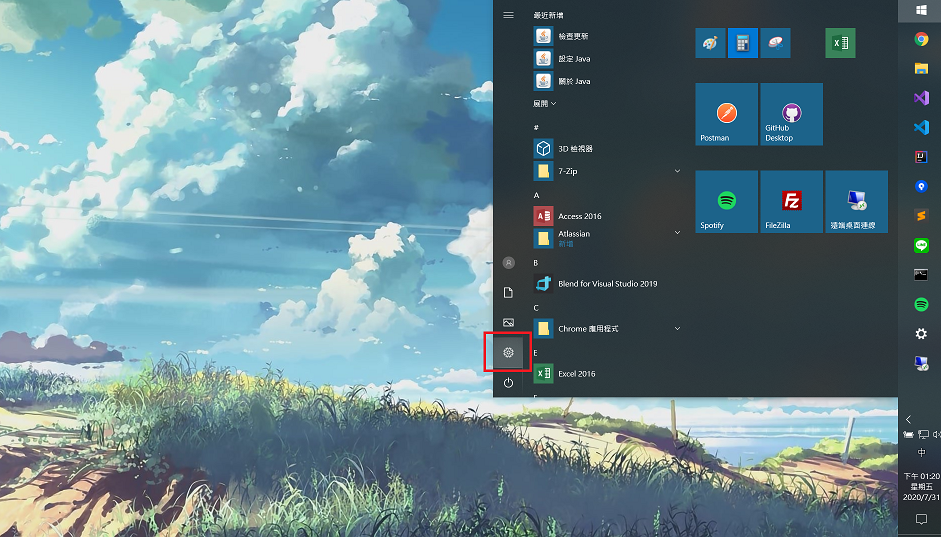 最近新增
檢查更新
設定 Java
關於 Java
展開
#
3D 檢視器
7-Zip
A
Access 2016
Atlassian
新增
B
Blend for Visual Studio 2019
C
Chrome 應用程式
E
Excel 2016
Postman
GitHub
Desktop
Spotify
FileZilla
遠端桌面連線
中
下午 01:20
星期五
2020/7/31